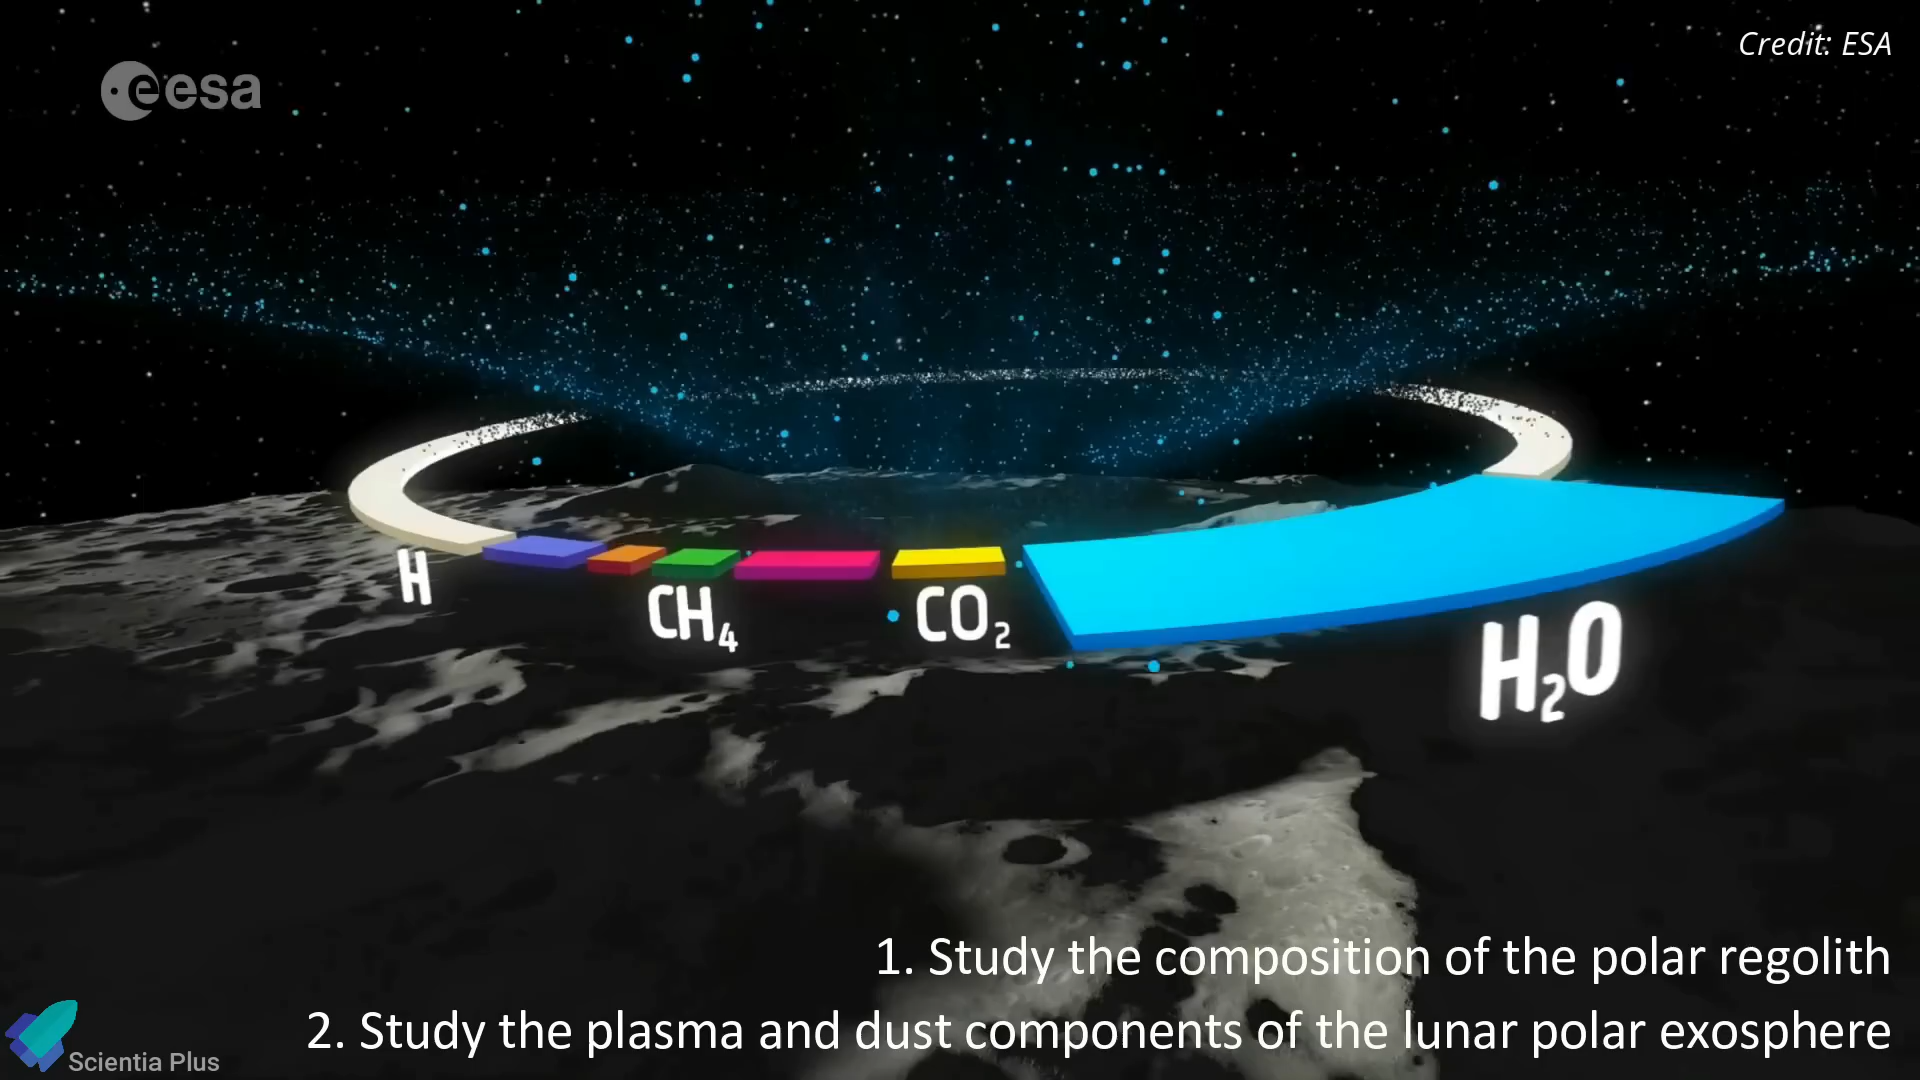 Credit: ESA
eesa
H
CH₄
CO₂
H₂O
1. Study the composition of the polar regolith
2. Study the plasma and dust components of the lunar polar exosphere
Scientia Plus